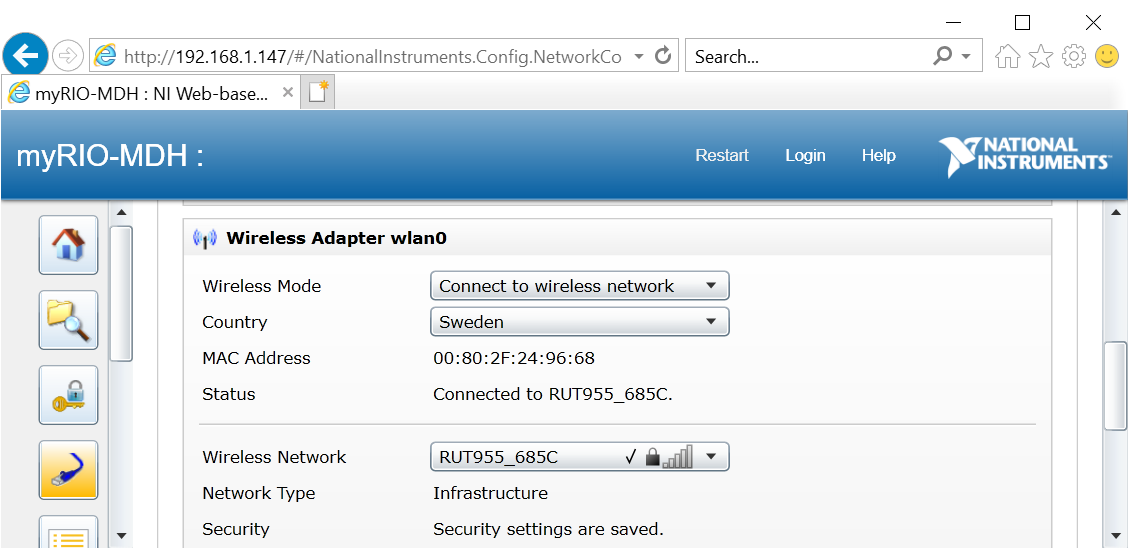 http://192.168.1.147/#/NationalInstruments.Config.NetworkCo
Search...
myRIO-MDH : NI Web-base...
myRIO-MDH :
Restart
Login
Help
NATIONAL
INSTRUMENTS™
Wireless Adapter wlan0
Wireless Mode Connect to wireless network
Country Sweden
MAC Address 00:80:2F:24:96:68
Status Connected to RUT955_685C.
Wireless Network RUT955_685C
Network Type Infrastructure
Security Security settings are saved.